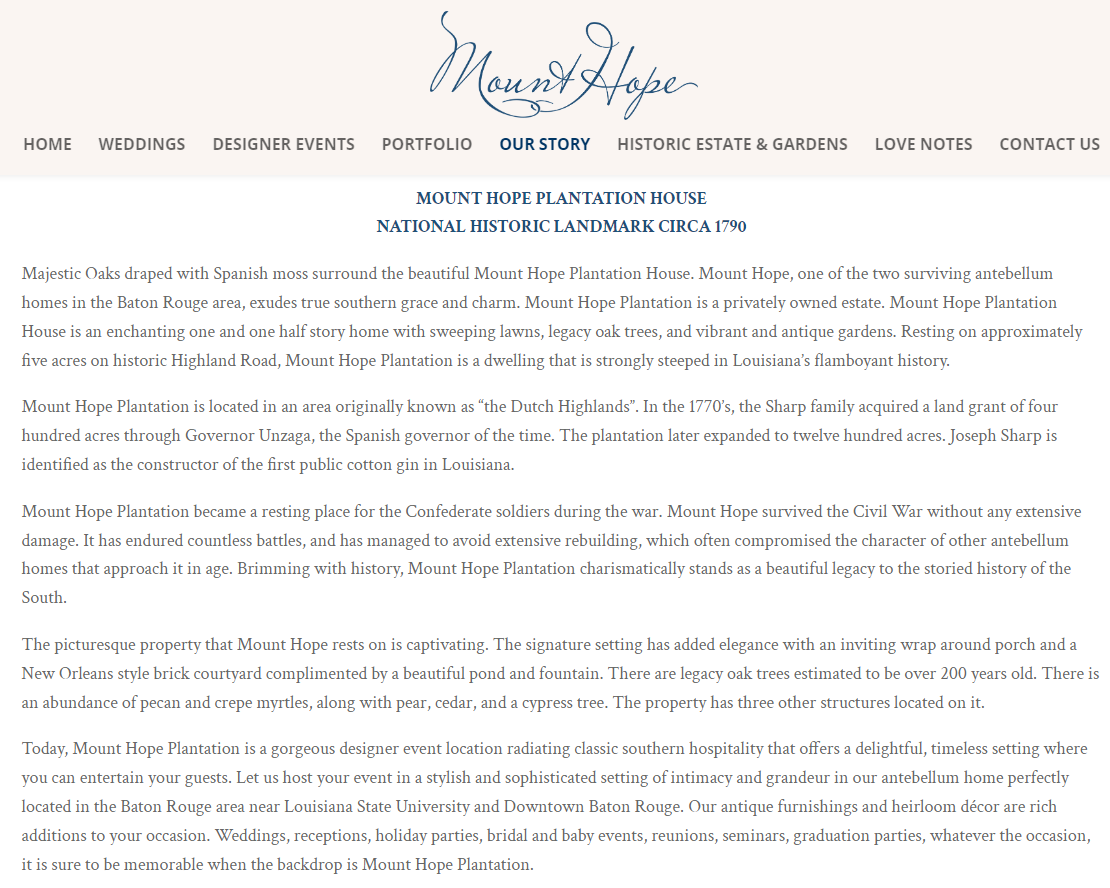 Mount Hope
HOME WEDDINGS DESIGNER EVENTS PORTFOLIO OUR STORY HISTORIC ESTATE & GARDENS LOVE NOTES CONTACT US
MOUNT HOPE PLANTATION HOUSE
NATIONAL HISTORIC LANDMARK CIRCA 1790
Majestic Oaks draped with Spanish moss surround the beautiful Mount Hope Plantation House. Mount Hope, one of the two surviving antebellum
homes in the Baton Rouge area, exudes true southern grace and charm. Mount Hope Plantation is a privately owned estate. Mount Hope Plantation
House is an enchanting one and one half story home with sweeping lawns, legacy oak trees, and vibrant and antique gardens. Resting on approximately
five acres on historic Highland Road, Mount Hope Plantation is a dwelling that is strongly steeped in Louisiana’s flamboyant history.
Mount Hope Plantation is located in an area originally known as “the Dutch Highlands”. In the 1770’s, the Sharp family acquired a land grant of four
hundred acres through Governor Unzaga, the Spanish governor of the time. The plantation later expanded to twelve hundred acres. Joseph Sharp is
identified as the constructor of the first public cotton gin in Louisiana.
Mount Hope Plantation became a resting place for the Confederate soldiers during the war. Mount Hope survived the Civil War without any extensive
damage. It has endured countless battles, and has managed to avoid extensive rebuilding, which often compromised the character of other antebellum
homes that approach it in age. Brimming with history, Mount Hope Plantation charismatically stands as a beautiful legacy to the storied history of the
South.
The picturesque property that Mount Hope rests on is captivating. The signature setting has added elegance with an inviting wrap around porch and a
New Orleans style brick courtyard complimented by a beautiful pond and fountain. There are legacy oak trees estimated to be over 200 years old. There is
an abundance of pecan and crepe myrtles, along with pear, cedar, and a cypress tree. The property has three other structures located on it.
Today, Mount Hope Plantation is a gorgeous designer event location radiating classic southern hospitality that offers a delightful, timeless setting where
you can entertain your guests. Let us host your event in a stylish and sophisticated setting of intimacy and grandeur in our antebellum home perfectly
located in the Baton Rouge area near Louisiana State University and Downtown Baton Rouge. Our antique furnishings and heirloom décor are rich
additions to your occasion. Weddings, receptions, holiday parties, bridal and baby events, reunions, seminars, graduation parties, whatever the occasion,
it is sure to be memorable when the backdrop is Mount Hope Plantation.